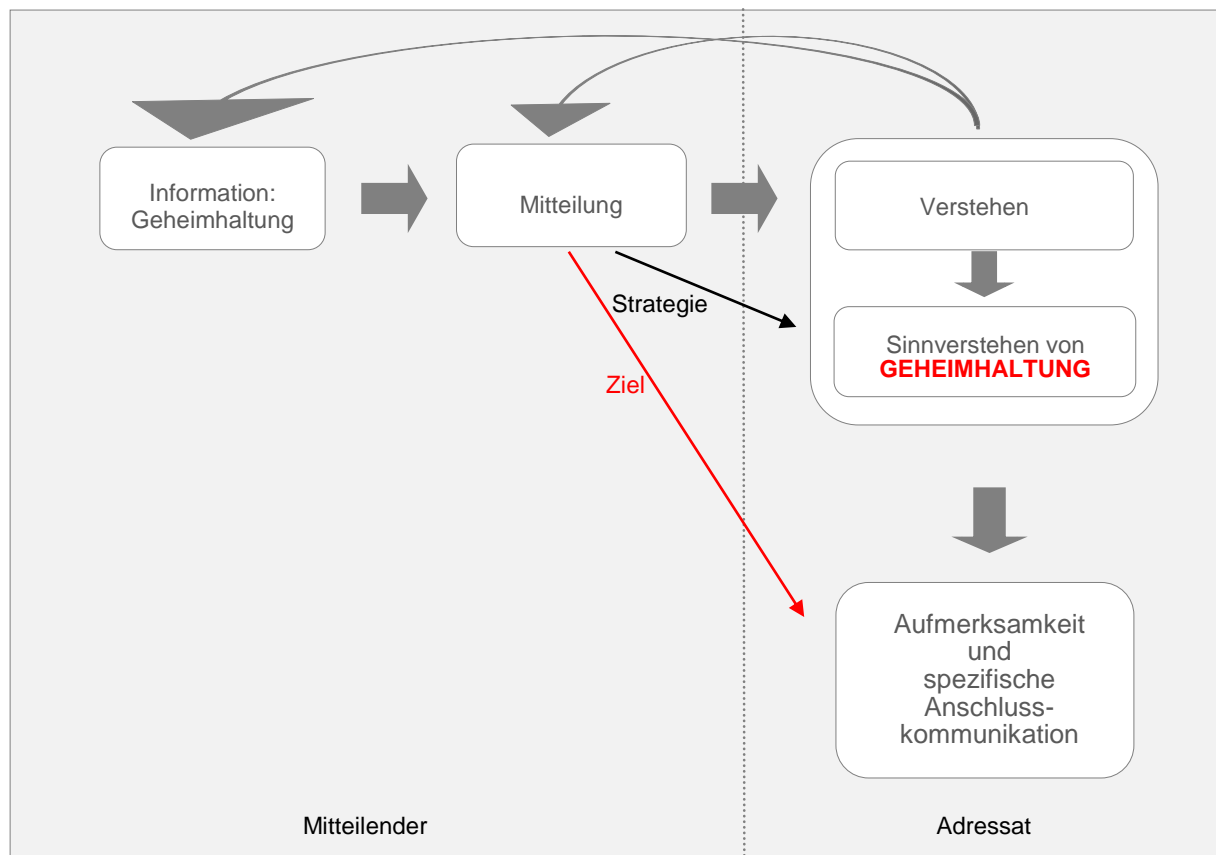 Information:
Geheimhaltung
Mitteilung
Verstehen
Strategie
Sinnverstehen von
GEHEIMHALTUNG
Ziel
Aufmerksamkeit
und
spezifische
Anschluss-
kommunikation
Mitteilender
Adressat